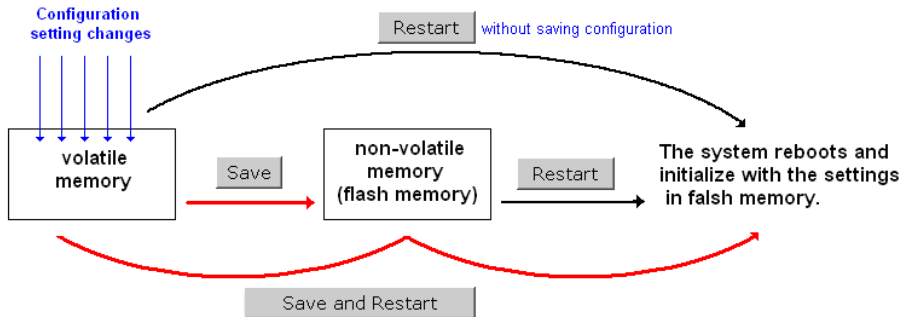 Configuration
setting changes
Restart
without saving configuration
volatile
memory
Save
non-volatile
memory
(flash memory)
Restart
The system reboots and
initialize with the settings
in falsh memory.
Save and Restart